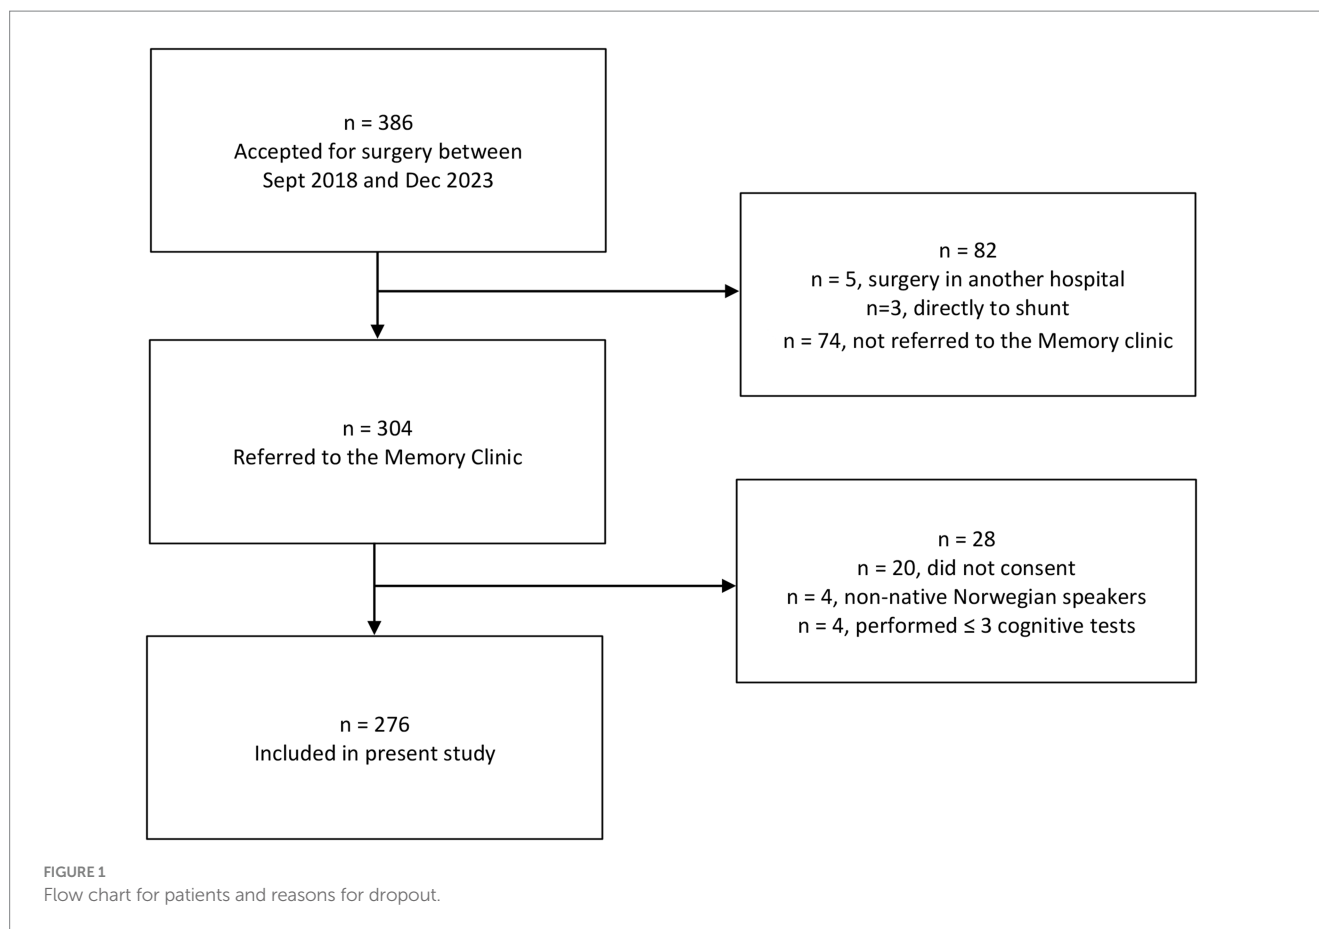 n = 386
Accepted for surgery between
Sept 2018 and Dec 2023
n = 82
n = 5, surgery in another hospital
n=3, directly to shunt
n = 74, not referred to the Memory clinic
n = 304
Referred to the Memory Clinic
n = 28
n = 20, did not consent
n = 4, non-native Norwegian speakers
n = 4, performed ≤ 3 cognitive tests
n = 276
Included in present study
FIGURE 1
Flow chart for patients and reasons for dropout.